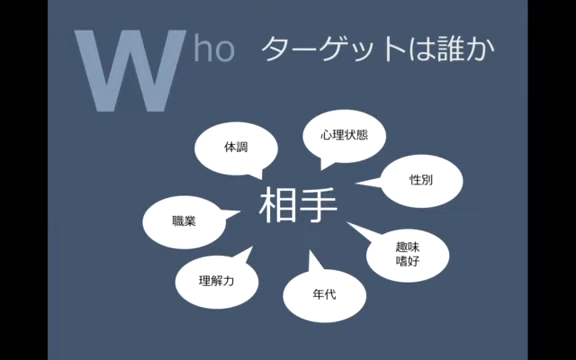 Who ターゲットは誰か
体調
心理状態
性別
職業
相手
趣味
嗜好
理解力
年代